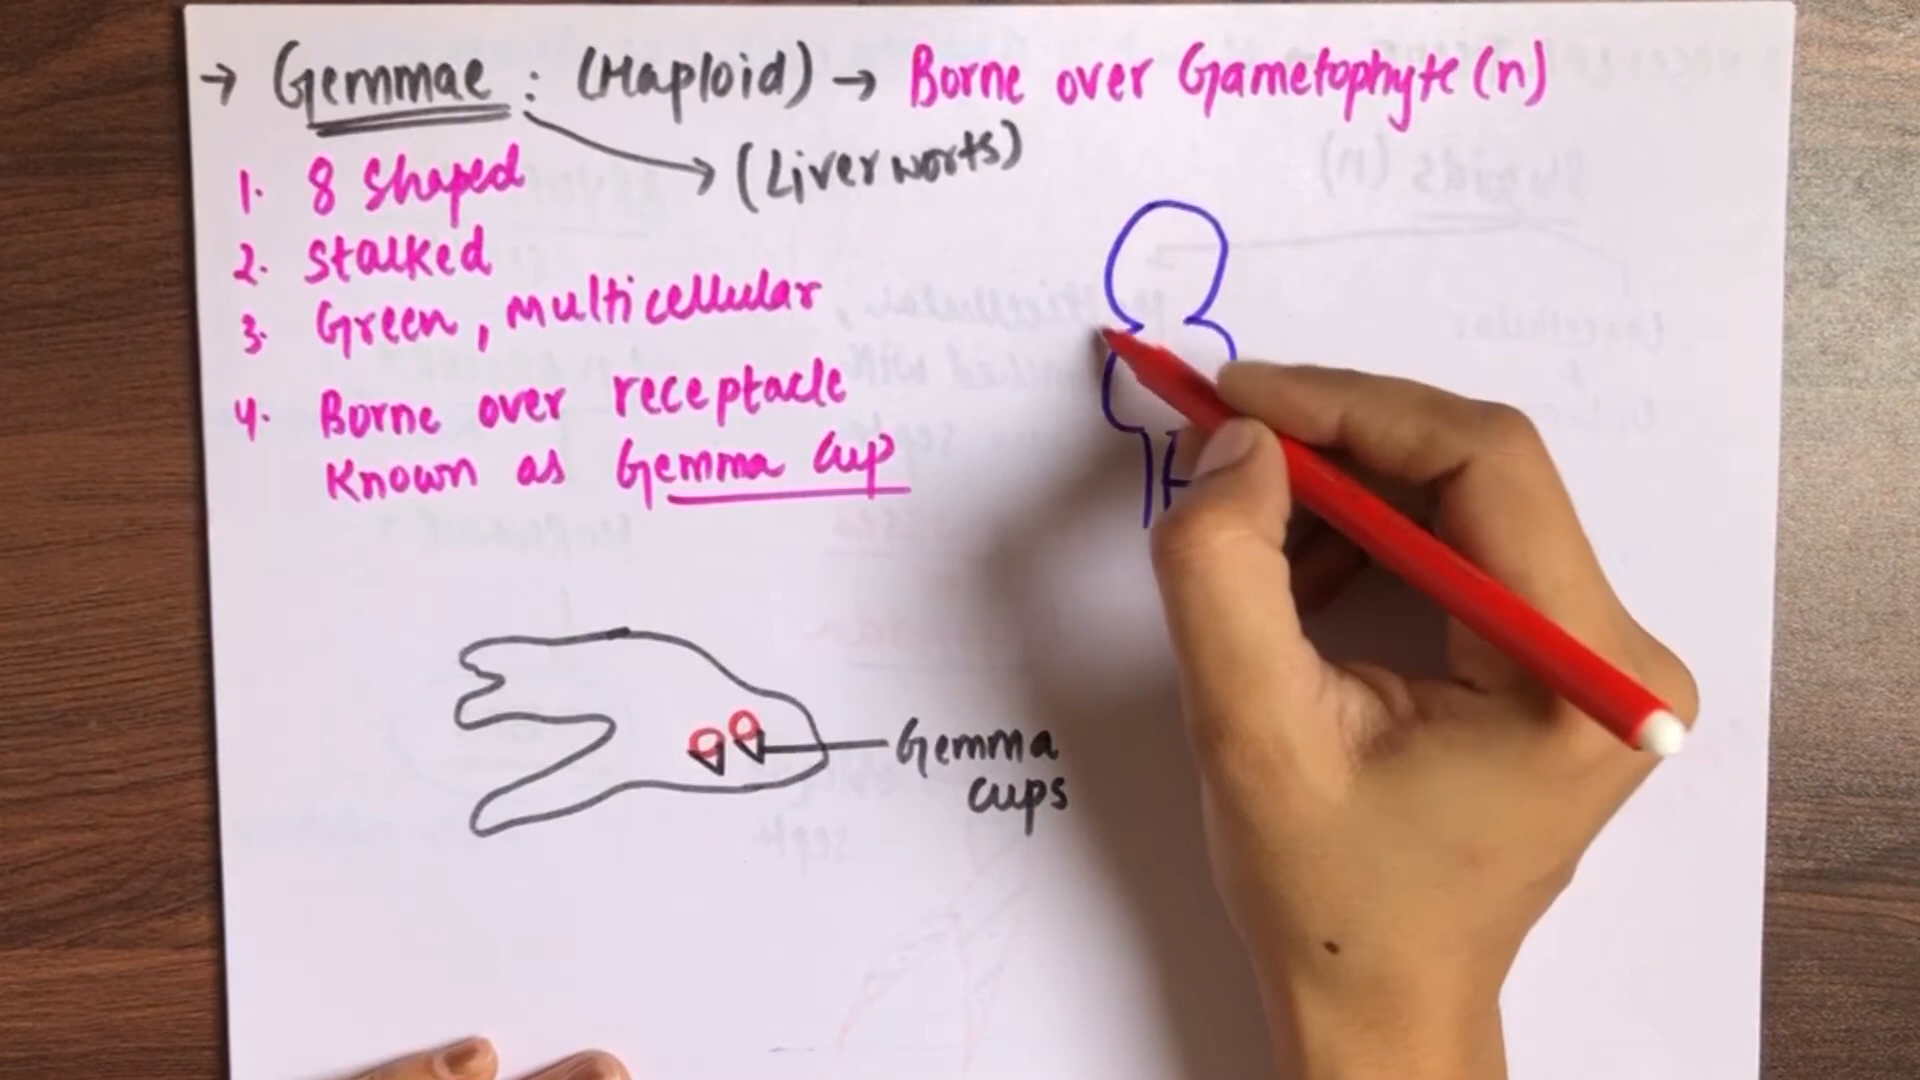 → Gemmae : (Haploid) → Borne over Gametophyte (n)
→ (Liverworts)
1. 8 Shaped
2. Stalked
3. Green, multicellular
4. Borne over receptacle
known as Gemma cup
Gemma
cups